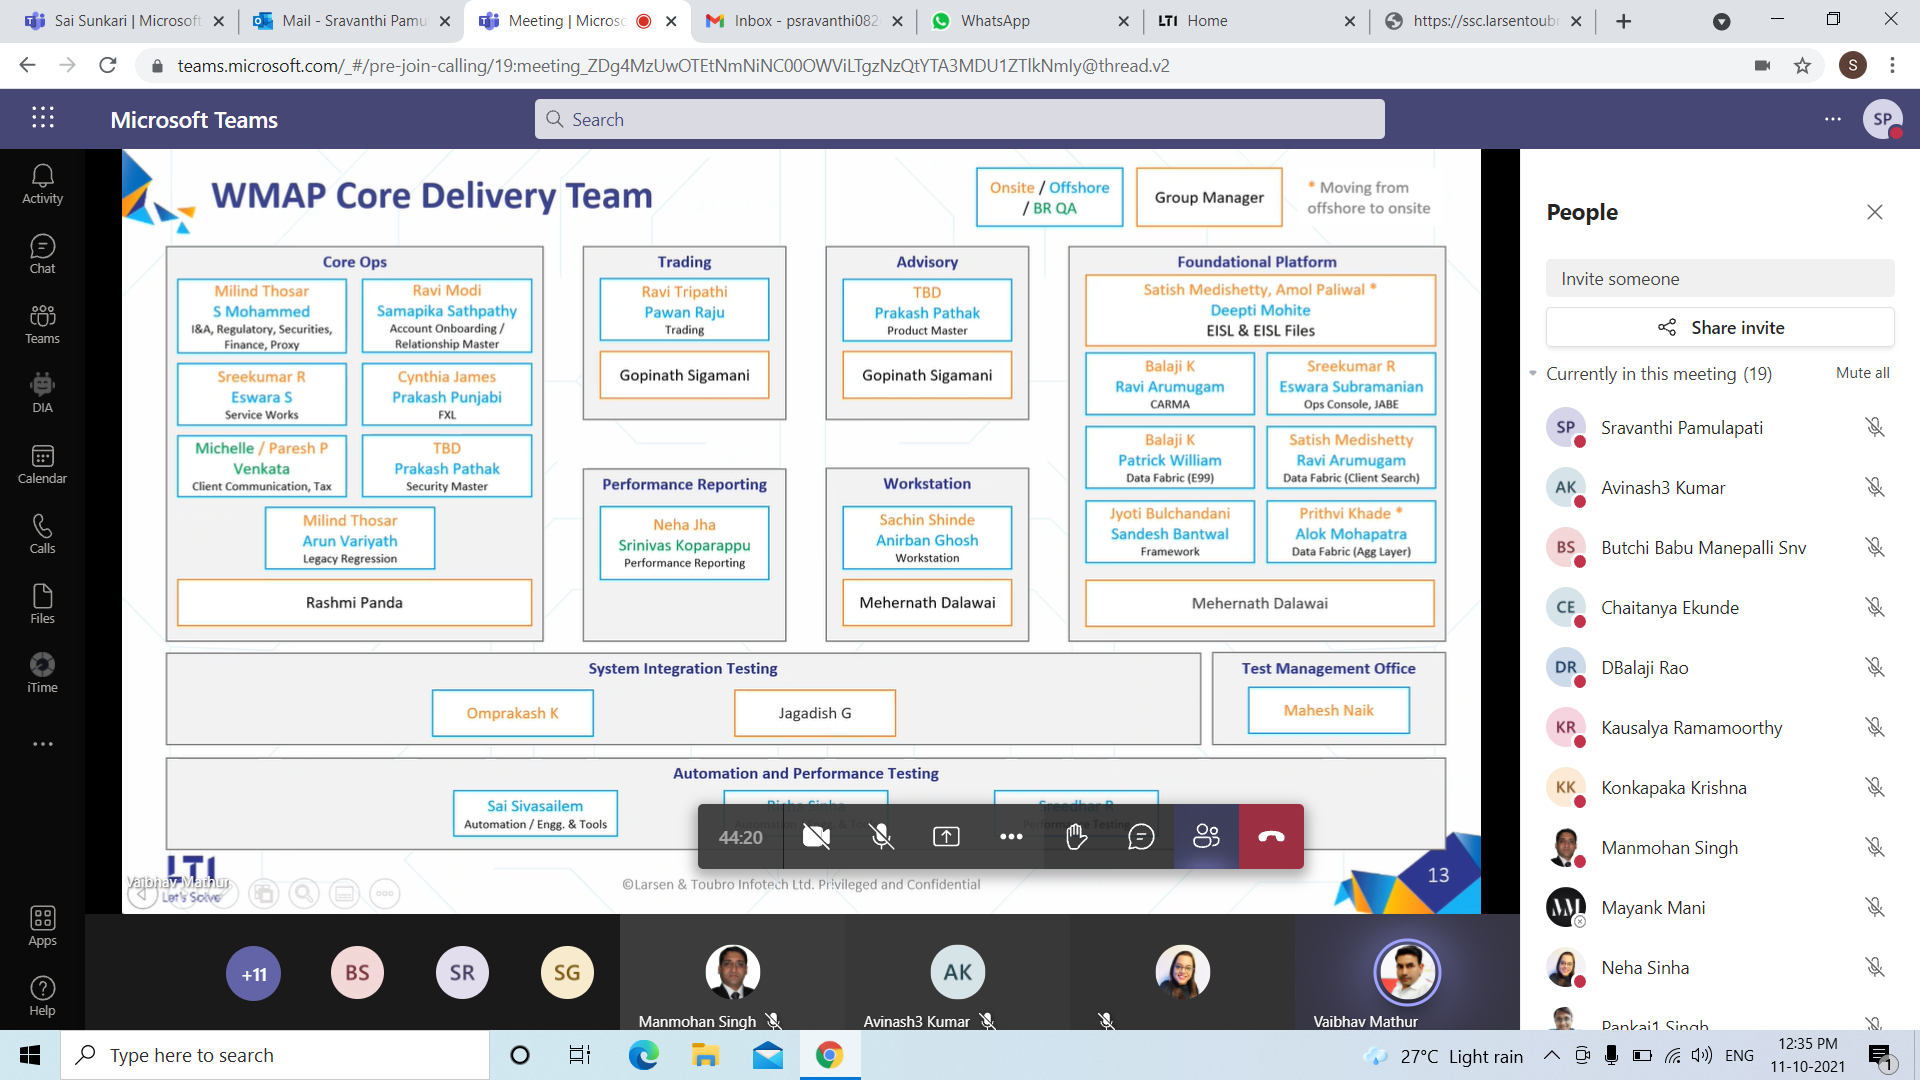 Sai Sunkari | Microsoft
Mail - Sravanthi Pamu
Meeting | Microso
Inbox - psravanthi082
WhatsApp
LTI Home
https://ssc.larsentoub
teams.microsoft.com/_#/pre-join-calling/19:meeting_ZDg4MzUwOTEtNmNiNC00OWViLTgzNzQtYTA3MDU1ZTlkNmIy@thread.v2
S
Microsoft Teams
Search
SP
Activity
Chat
Teams
DIA
Calendar
Calls
Files
iTime
Apps
Help
WMAP Core Delivery Team
Onsite / Offshore
/ BR QA
Group Manager
* Moving from
offshore to onsite
Core Ops
Milind Thosar
S Mohammed
I&A, Regulatory, Securities,
Finance, Proxy
Ravi Modi
Samapika Sathpathy
Account Onboarding /
Relationship Master
Sreekumar R
Eswara S
Service Works
Cynthia James
Prakash Punjabi
FXL
Michelle / Paresh P
Venkata
Client Communication, Tax
TBD
Prakash Pathak
Security Master
Milind Thosar
Arun Variyath
Legacy Regression
Rashmi Panda
Trading
Ravi Tripathi
Pawan Raju
Trading
Gopinath Sigamani
Advisory
TBD
Prakash Pathak
Product Master
Gopinath Sigamani
Performance Reporting
Neha Jha
Srinivas Koparappu
Performance Reporting
Workstation
Sachin Shinde
Anirban Ghosh
Workstation
Mehernath Dalawai
Foundational Platform
Satish Medishetty, Amol Paliwal *
Deepti Mohite
EISL & EISL Files
Balaji K
Ravi Arumugam
CARMA
Sreekumar R
Eswara Subramanian
Ops Console, JABE
Balaji K
Patrick William
Data Fabric (E99)
Satish Medishetty
Ravi Arumugam
Data Fabric (Client Search)
Jyoti Bulchandani
Sandesh Bantwal
Framework
Prithvi Khade *
Alok Mohapatra
Data Fabric (Agg Layer)
Mehernath Dalawai
System Integration Testing
Omprakash K
Jagadish G
Test Management Office
Mahesh Naik
Automation and Performance Testing
Sai Sivasailem
Automation / Engg. & Tools
Sreedhar R
Performance Testing
44:20
LTI
Let's Solve
Vaibhav Mathur
©Larsen & Toubro Infotech Ltd. Privileged and Confidential
13
+11
BS
SR
SG
Manmohan Singh
AK
Avinash3 Kumar
Vaibhav Mathur
People
Invite someone
Share invite
Currently in this meeting (19)
Mute all
SP Sravanthi Pamulapati
AK Avinash3 Kumar
BS Butchi Babu Manepalli Snv
CE Chaitanya Ekunde
DR DBalaji Rao
KR Kausalya Ramamoorthy
KK Konkapaka Krishna
Manmohan Singh
Mayank Mani
Neha Sinha
Pankaj1 Singh
Type here to search
27°C Light rain
ENG
12:35 PM
11-10-2021
1